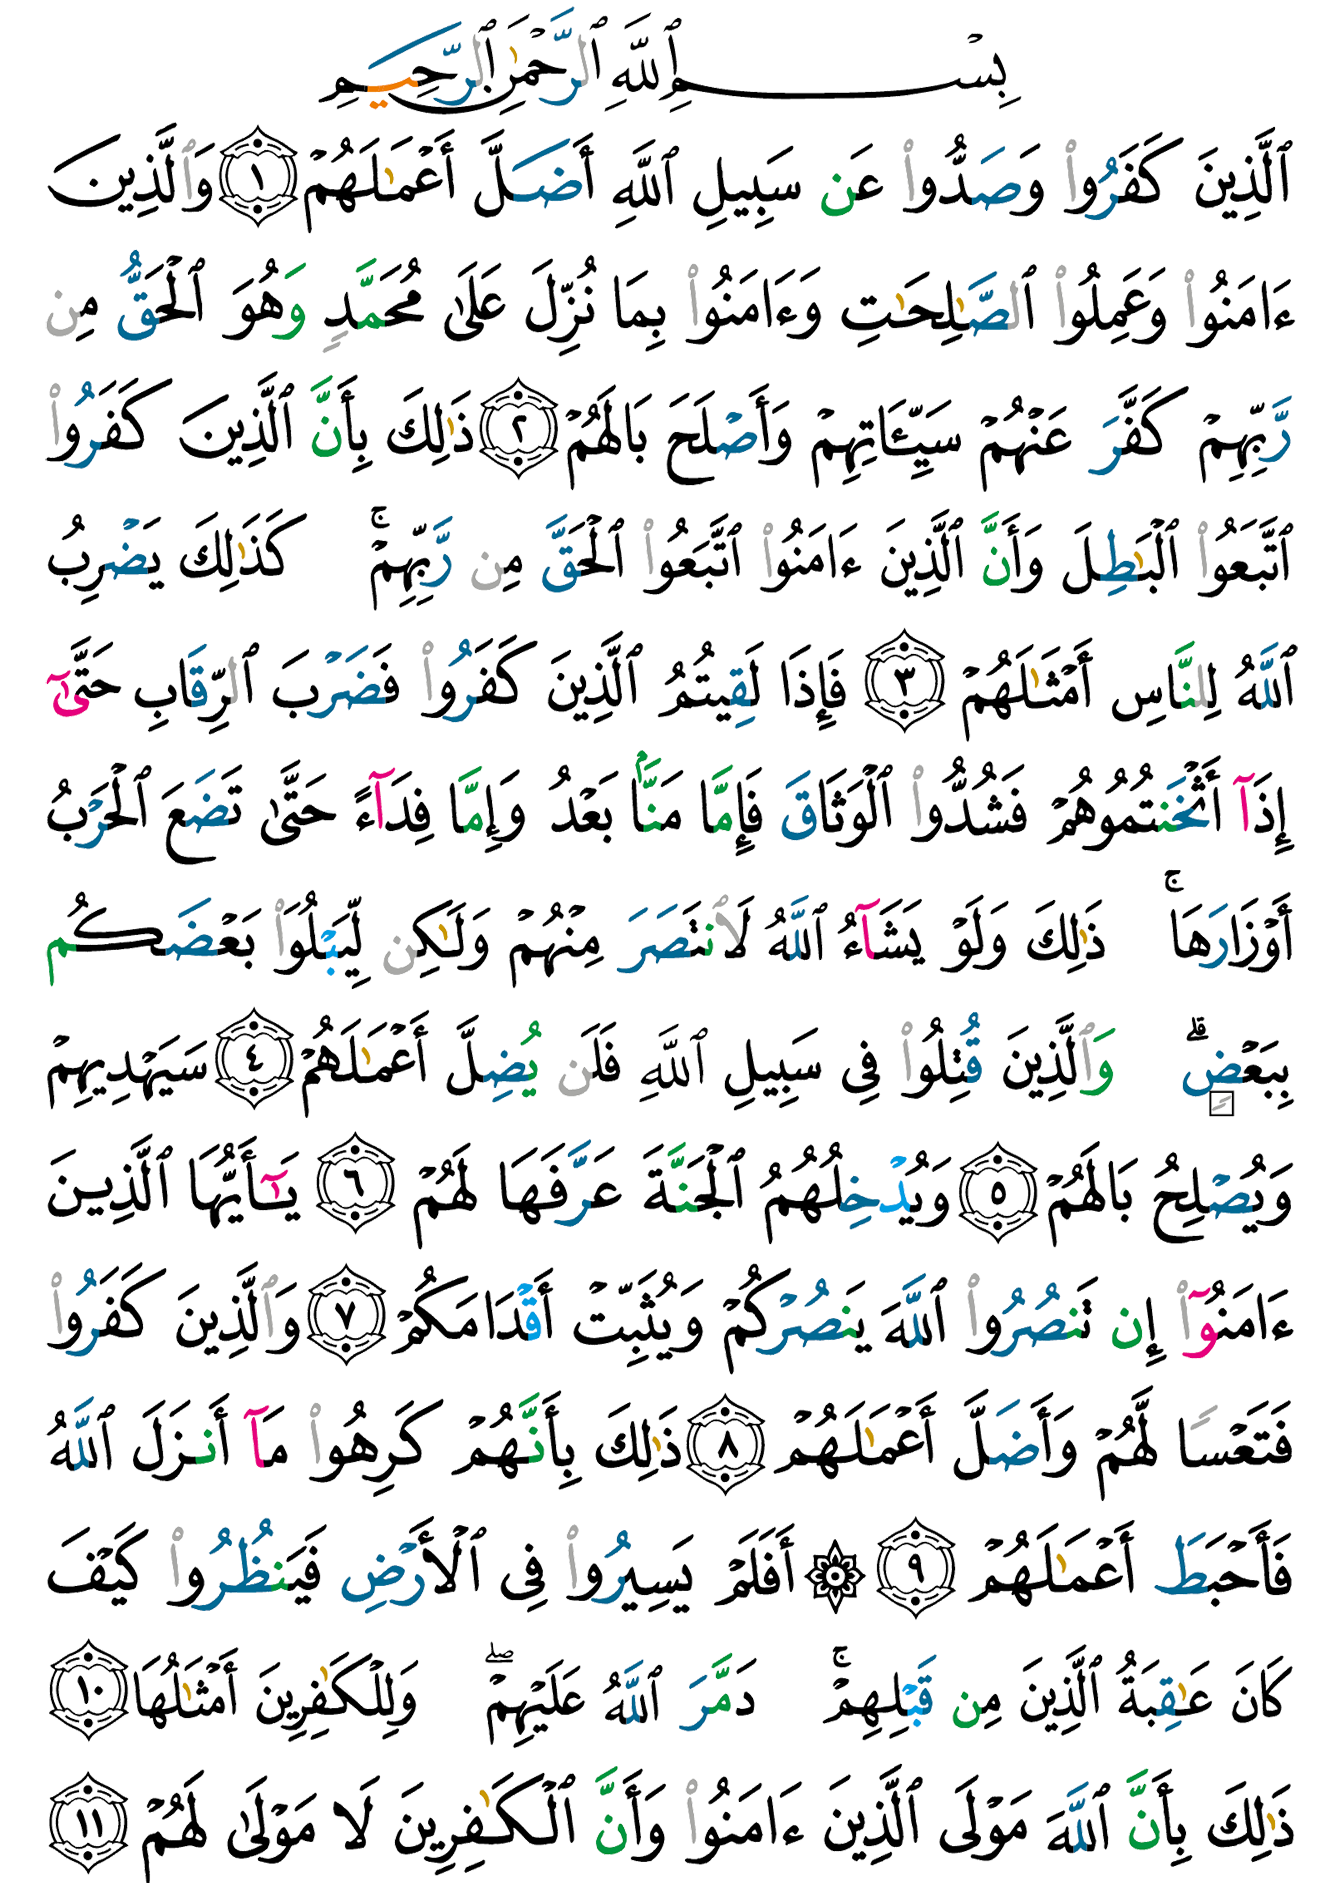 بِسْمِ ٱللَّهِ ٱلرَّحْمَٰنِ ٱلرَّحِيمِ
ٱلَّذِينَ كَفَرُوا۟ وَصَدُّوا۟ عَن سَبِيلِ ٱللَّهِ أَضَلَّ أَعْمَٰلَهُمْ ١ وَٱلَّذِينَ
ءَامَنُوا۟ وَعَمِلُوا۟ ٱلصَّٰلِحَٰتِ وَءَامَنُوا۟ بِمَا نُزِّلَ عَلَىٰ مُحَمَّدٍ وَهُوَ ٱلْحَقُّ مِن
رَّبِّهِمْ كَفَّرَ عَنْهُمْ سَيِّـَٔاتِهِمْ وَأَصْلَحَ بَالَهُمْ ٢ ذَٰلِكَ بِأَنَّ ٱلَّذِينَ كَفَرُوا۟
ٱتَّبَعُوا۟ ٱلْبَٰطِلَ وَأَنَّ ٱلَّذِينَ ءَامَنُوا۟ ٱتَّبَعُوا۟ ٱلْحَقَّ مِن رَّبِّهِمْ ۚ كَذَٰلِكَ يَضْرِبُ
ٱللَّهُ لِلنَّاسِ أَمْثَٰلَهُمْ ٣ فَإِذَا لَقِيتُمُ ٱلَّذِينَ كَفَرُوا۟ فَضَرْبَ ٱلرِّقَابِ حَتَّىٰٓ
إِذَآ أَثْخَنتُمُوهُمْ فَشُدُّوا۟ ٱلْوَثَاقَ فَإِمَّا مَنًّۢا بَعْدُ وَإِمَّا فِدَآءً حَتَّىٰ تَضَعَ ٱلْحَرْبُ
أَوْزَارَهَا ۚ ذَٰلِكَ وَلَوْ يَشَآءُ ٱللَّهُ لَٱنتَصَرَ مِنْهُمْ وَلَٰكِن لِّيَبْلُوَا۟ بَعْضَكُم
بِبَعْضٍ ۗ وَٱلَّذِينَ قُتِلُوا۟ فِى سَبِيلِ ٱللَّهِ فَلَن يُضِلَّ أَعْمَٰلَهُمْ ٤ سَيَهْدِيهِمْ
وَيُصْلِحُ بَالَهُمْ ٥ وَيُدْخِلُهُمُ ٱلْجَنَّةَ عَرَّفَهَا لَهُمْ ٦ يَٰٓأَيُّهَا ٱلَّذِينَ
ءَامَنُوٓا۟ إِن تَنصُرُوا۟ ٱللَّهَ يَنصُرْكُمْ وَيُثَبِّتْ أَقْدَامَكُمْ ٧ وَٱلَّذِينَ كَفَرُوا۟
فَتَعْسًا لَّهُمْ وَأَضَلَّ أَعْمَٰلَهُمْ ٨ ذَٰلِكَ بِأَنَّهُمْ كَرِهُوا۟ مَآ أَنزَلَ ٱللَّهُ
فَأَحْبَطَ أَعْمَٰلَهُمْ ٩ ۞ أَفَلَمْ يَسِيرُوا۟ فِى ٱلْأَرْضِ فَيَنظُرُوا۟ كَيْفَ
كَانَ عَٰقِبَةُ ٱلَّذِينَ مِن قَبْلِهِمْ ۚ دَمَّرَ ٱللَّهُ عَلَيْهِمْ ۖ وَلِلْكَٰفِرِينَ أَمْثَٰلُهَا ١٠
ذَٰلِكَ بِأَنَّ ٱللَّهَ مَوْلَى ٱلَّذِينَ ءَامَنُوا۟ وَأَنَّ ٱلْكَٰفِرِينَ لَا مَوْلَىٰ لَهُمْ ١١